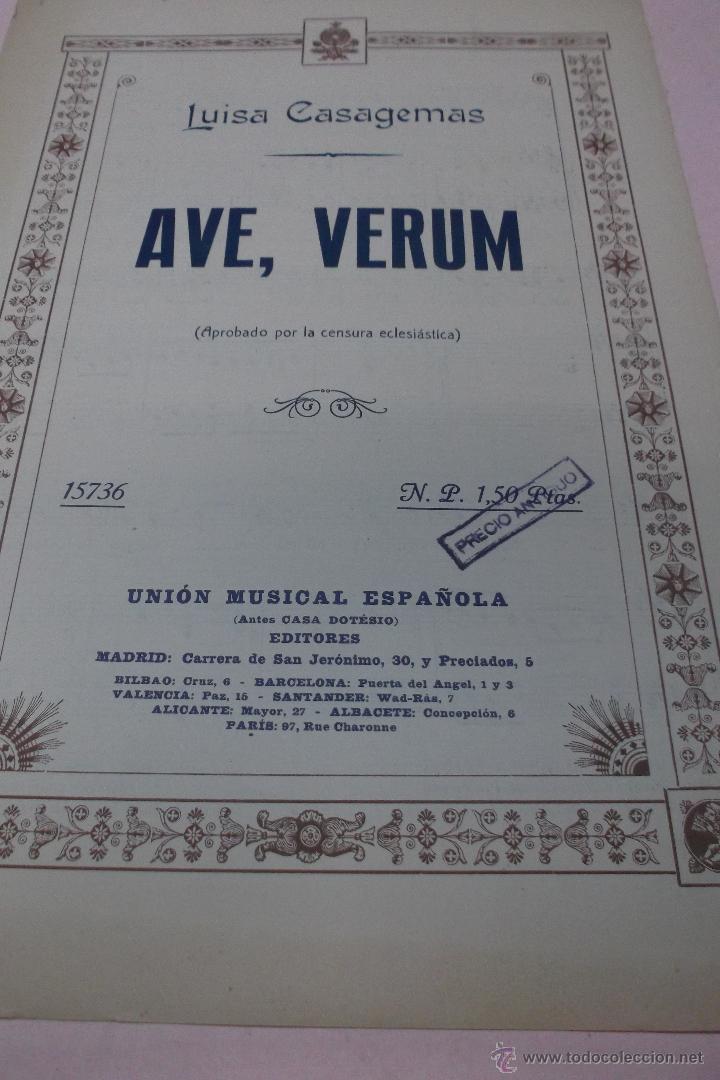 Luisa Casagemas
AVE, VERUM
(Aprobado por la censura eclesiástica)
15736
N. P. 1,50 Ptas.
PRECIO ANTIGUO
UNIÓN MUSICAL ESPAÑOLA
(Antes CASA DOTÉSIO)
EDITORES
MADRID: Carrera de San Jerónimo, 30, y Preciados, 5
BILBAO: Cruz, 6 - BARCELONA: Puerta del Angel, 1 y 3
VALENCIA: Paz, 15 - SANTANDER: Wad-Rás, 7
ALICANTE: Mayor, 27 - ALBACETE: Concepción, 6
PARÍS: 97, Rue Charonne
todocoleccion
www.todocoleccion.net